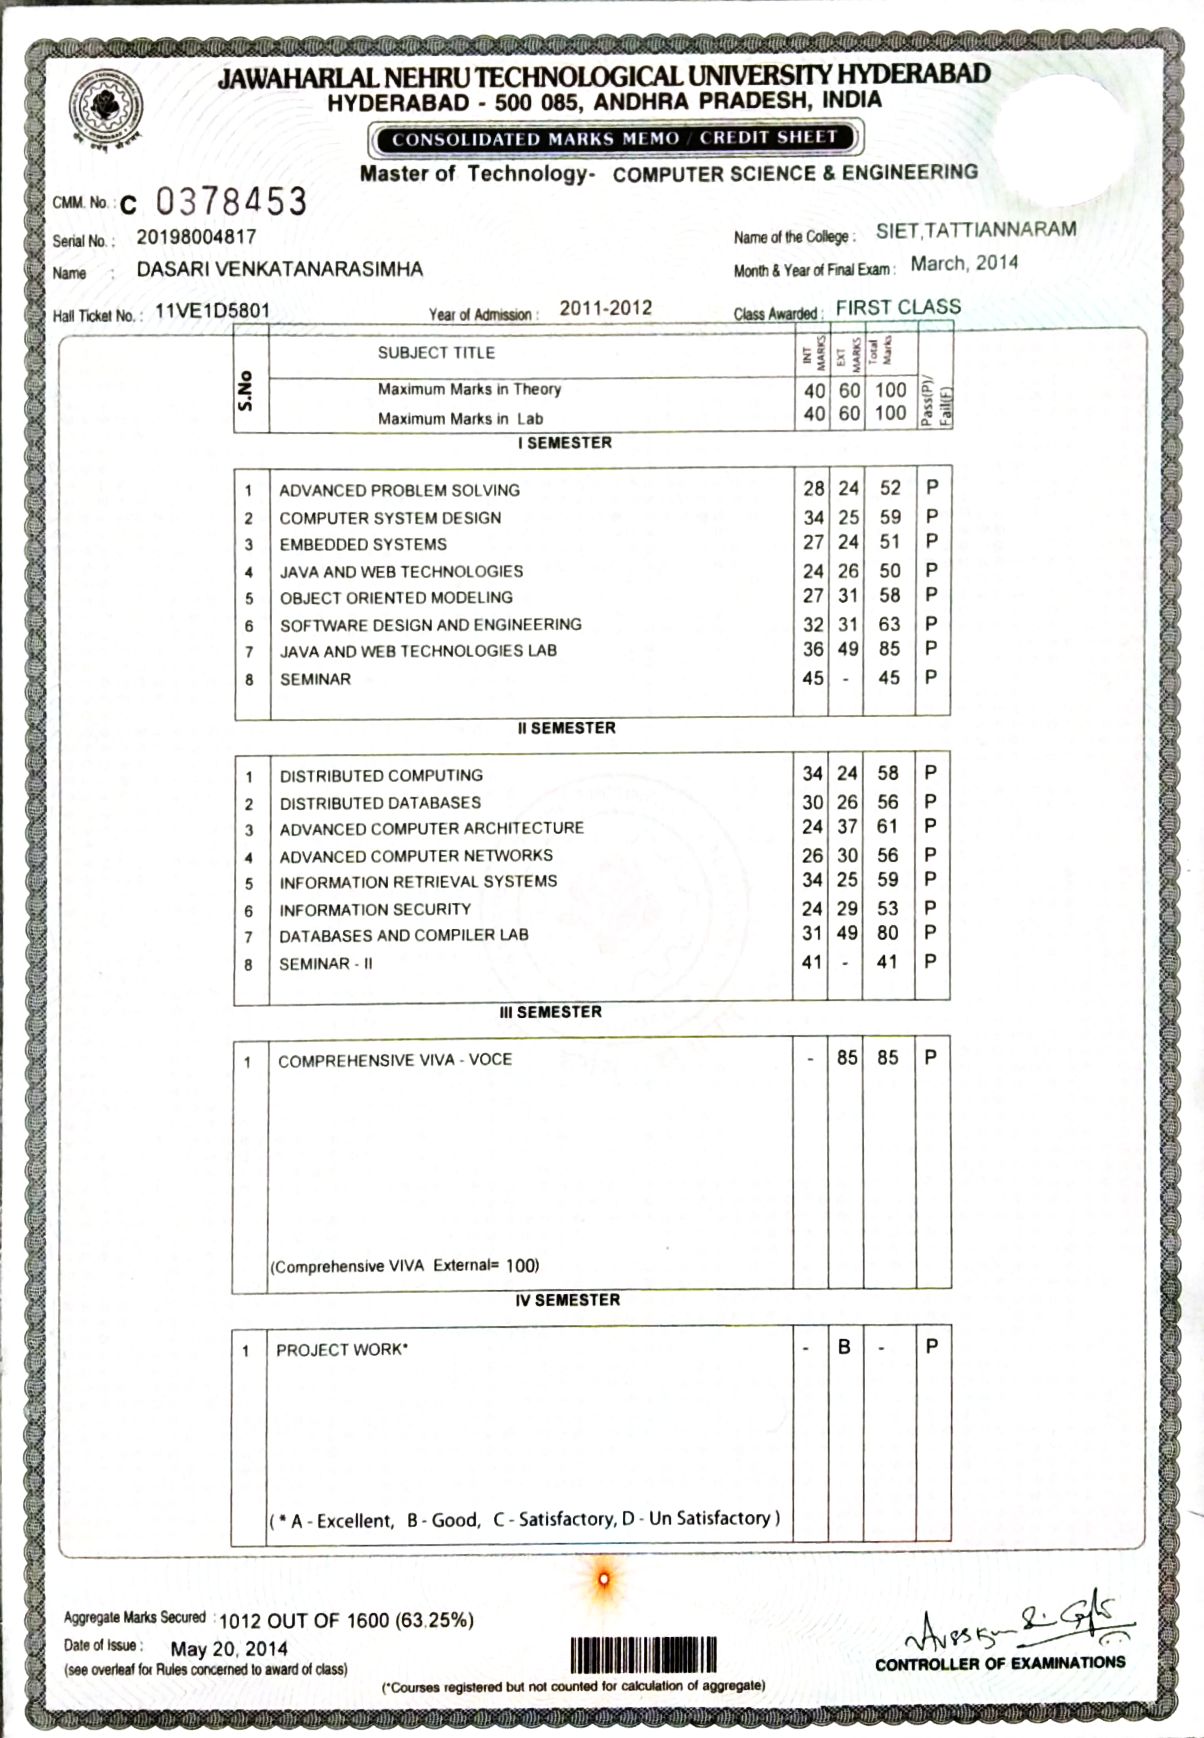 JAWAHARLAL NEHRU TECHNOLOGICAL UNIVERSITY HYDERABAD
HYDERABAD - 500 085, ANDHRA PRADESH, INDIA
CONSOLIDATED MARKS MEMO / CREDIT SHEET
Master of Technology- COMPUTER SCIENCE & ENGINEERING
CMM. No. : C 0378453
Serial No. : 20198004817
Name of the College : SIET,TATTIANNARAM
Name : DASARI VENKATANARASIMHA
Month & Year of Final Exam : March, 2014
Hall Ticket No. : 11VE1D5801 Year of Admission : 2011-2012 Class Awarded : FIRST CLASS
S.No SUBJECT TITLE INT MARKS EXT MARKS Total Marks Pass(P)/ Fail(F)
Maximum Marks in Theory 40 60 100
Maximum Marks in Lab 40 60 100
I SEMESTER
1 ADVANCED PROBLEM SOLVING 28 24 52 P
2 COMPUTER SYSTEM DESIGN 34 25 59 P
3 EMBEDDED SYSTEMS 27 24 51 P
4 JAVA AND WEB TECHNOLOGIES 24 26 50 P
5 OBJECT ORIENTED MODELING 27 31 58 P
6 SOFTWARE DESIGN AND ENGINEERING 32 31 63 P
7 JAVA AND WEB TECHNOLOGIES LAB 36 49 85 P
8 SEMINAR 45 - 45 P
II SEMESTER
1 DISTRIBUTED COMPUTING 34 24 58 P
2 DISTRIBUTED DATABASES 30 26 56 P
3 ADVANCED COMPUTER ARCHITECTURE 24 37 61 P
4 ADVANCED COMPUTER NETWORKS 26 30 56 P
5 INFORMATION RETRIEVAL SYSTEMS 34 25 59 P
6 INFORMATION SECURITY 24 29 53 P
7 DATABASES AND COMPILER LAB 31 49 80 P
8 SEMINAR - II 41 - 41 P
III SEMESTER
1 COMPREHENSIVE VIVA - VOCE - 85 85 P
(Comprehensive VIVA External= 100)
IV SEMESTER
1 PROJECT WORK* - B - P
( * A - Excellent, B - Good, C - Satisfactory, D - Un Satisfactory )
Aggregate Marks Secured : 1012 OUT OF 1600 (63.25%)
Date of Issue : May 20, 2014
(see overleaf for Rules concerned to award of class)
CONTROLLER OF EXAMINATIONS
(*Courses registered but not counted for calculation of aggregate)